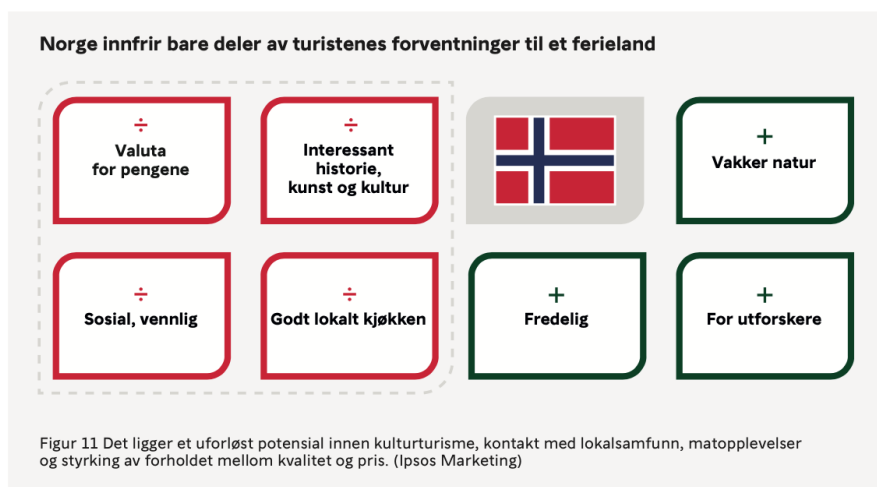 Norge innfrir bare deler av turistenes forventninger til et ferieland
÷
Valuta
for pengene
÷
Interessant
historie,
kunst og kultur
+
Vakker natur
÷
Sosial, vennlig
÷
Godt lokalt kjøkken
+
Fredelig
+
For utforskere
Figur 11 Det ligger et uforløst potensial innen kulturturisme, kontakt med lokalsamfunn, matopplevelser
og styrking av forholdet mellom kvalitet og pris. (Ipsos Marketing)